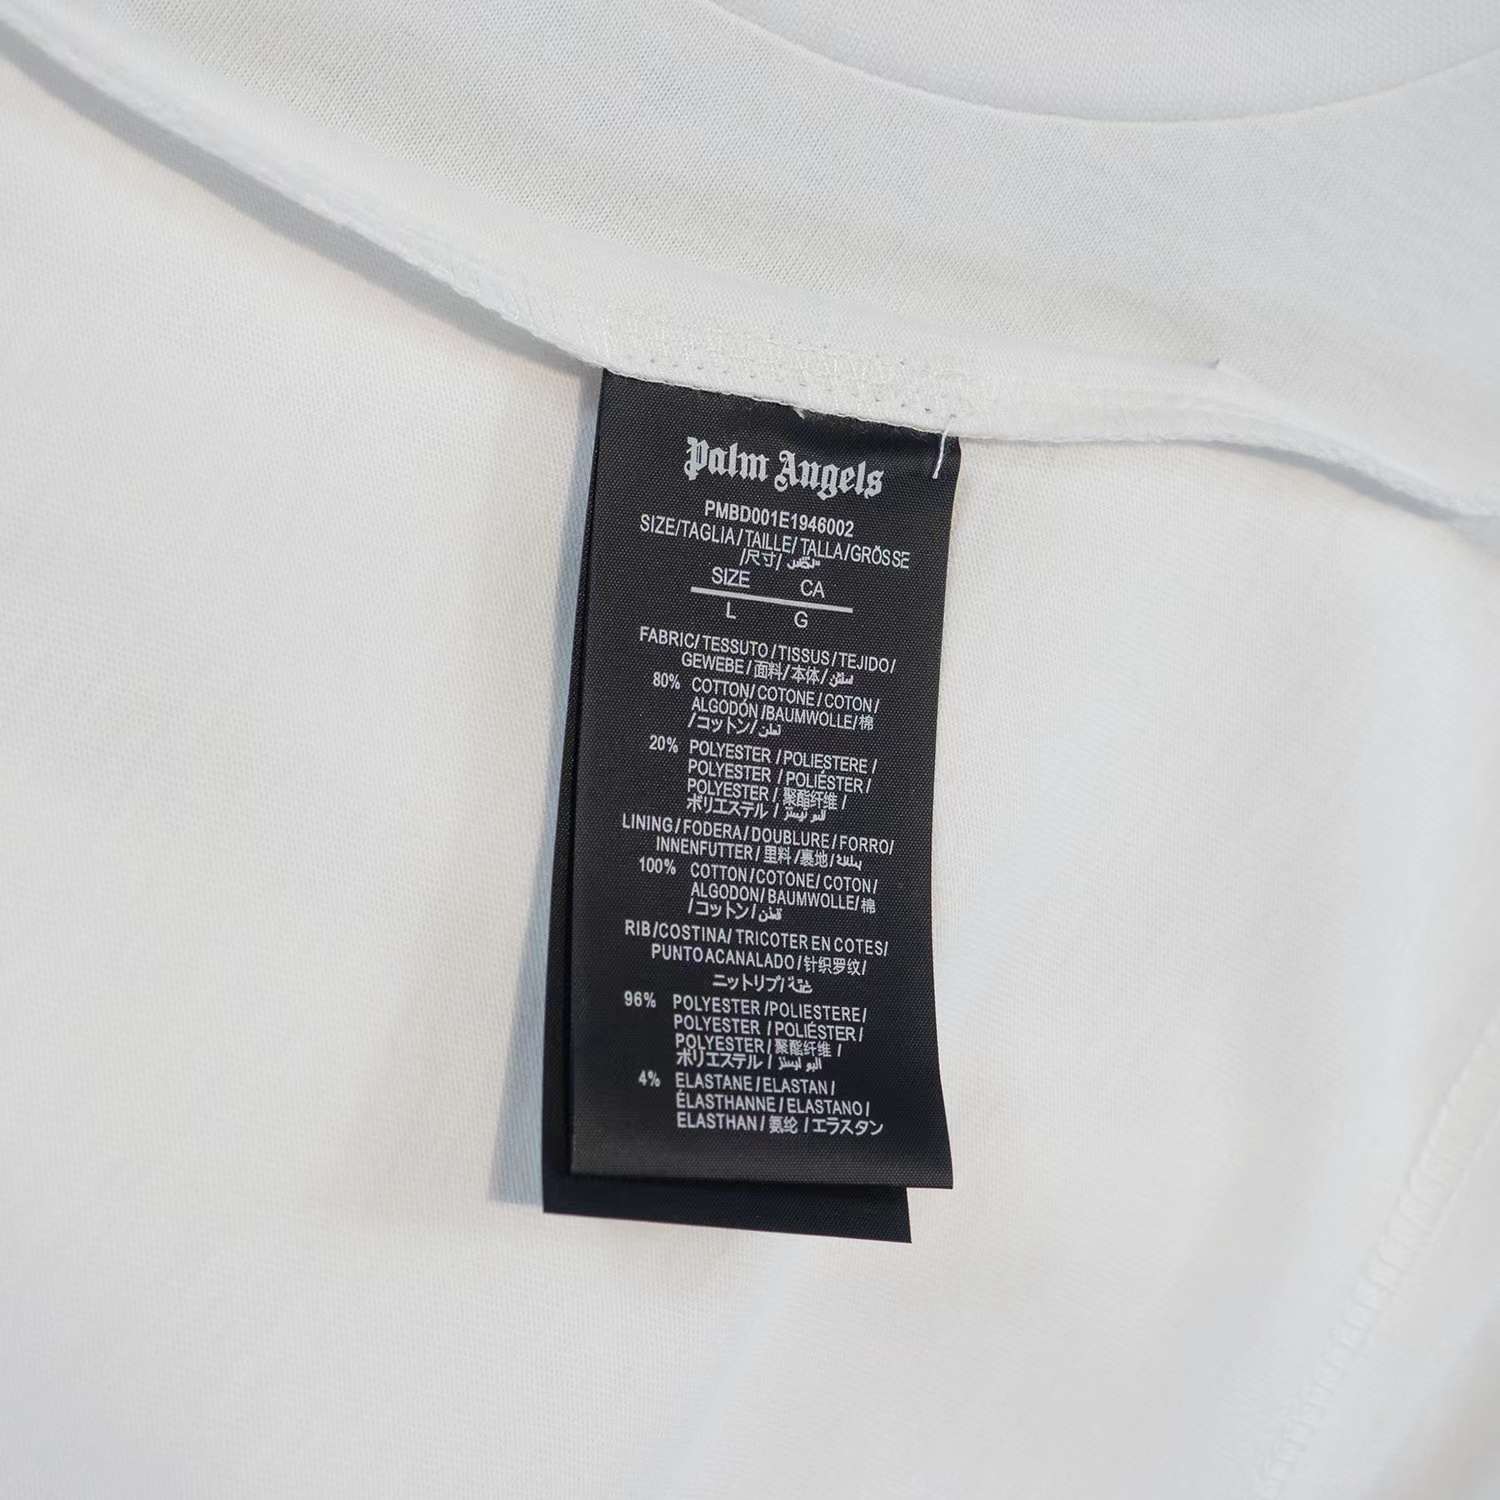 Palm Angels
PMBD001E1946002
SIZE/TAGLIA/TAILLE/TALLA/GRÖSSE
/尺寸/
SIZE CA
L G
FABRIC/TESSUTO/TISSUS/TEJIDO/
GEWEBE/面料/本体/
80% COTTON/COTONE/COTON/
ALGODÓN/BAUMWOLLE/棉
/コットン/قطن
20% POLYESTER/POLIESTERE/
POLYESTER/POLIÉSTER/
POLYESTER/聚酯纤维/
ポリエステル/
LINING/FODERA/DOUBLURE/FORRO/
INNENFUTTER/里料/裏地/
100% COTTON/COTONE/COTON/
ALGODON/BAUMWOLLE/棉
/コットン/قطن
RIB/COSTINA/TRICOTER EN COTES/
PUNTO ACANALADO/针织罗纹/
ニットリブ/
96% POLYESTER/POLIESTERE/
POLYESTER/POLIÉSTER/
POLYESTER/聚酯纤维/
ポリエステル/
4% ELASTANE/ELASTAN/
ÉLASTHANNE/ELASTANO/
ELASTHAN/氨纶/エラスタン